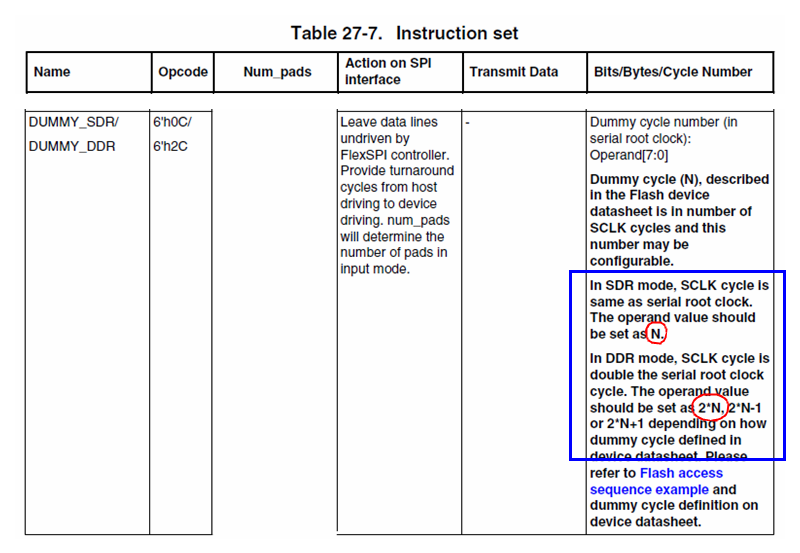 Table 27-7. Instruction set
Name
Opcode
Num_pads
Action on SPI
interface
Transmit Data
Bits/Bytes/Cycle Number
DUMMY_SDR/
DUMMY_DDR
6'h0C/
6'h2C
Leave data lines
undriven by
FlexSPI controller.
Provide turnaround
cycles from host
driving to device
driving. num_pads
will determine the
number of pads in
input mode.
-
Dummy cycle number (in
serial root clock):
Operand[7:0]
Dummy cycle (N), described
in the Flash device
datasheet is in number of
SCLK cycles and this
number may be
configurable.
In SDR mode, SCLK cycle is
same as serial root clock.
The operand value should
be set as N.
In DDR mode, SCLK cycle is
double the serial root clock
cycle. The operand value
should be set as 2*N, 2*N-1
or 2*N+1 depending on how
dummy cycle defined in
device datasheet. Please
refer to Flash access
sequence example and
dummy cycle definition on
device datasheet.